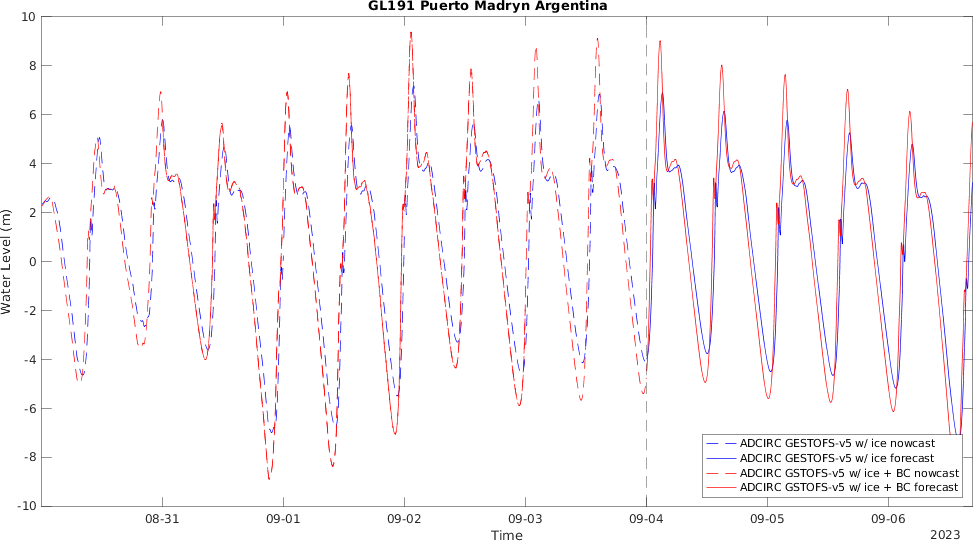 GL191 Puerto Madryn Argentina
10
8
6
4
2
0
-2
-4
-6
-8
-10
Water Level (m)
08-31
09-01
09-02
09-03
09-04
09-05
09-06
Time
2023
ADCIRC GESTOFS-v5 w/ ice nowcast
ADCIRC GESTOFS-v5 w/ ice forecast
ADCIRC GSTOFS-v5 w/ ice + BC nowcast
ADCIRC GSTOFS-v5 w/ ice + BC forecast